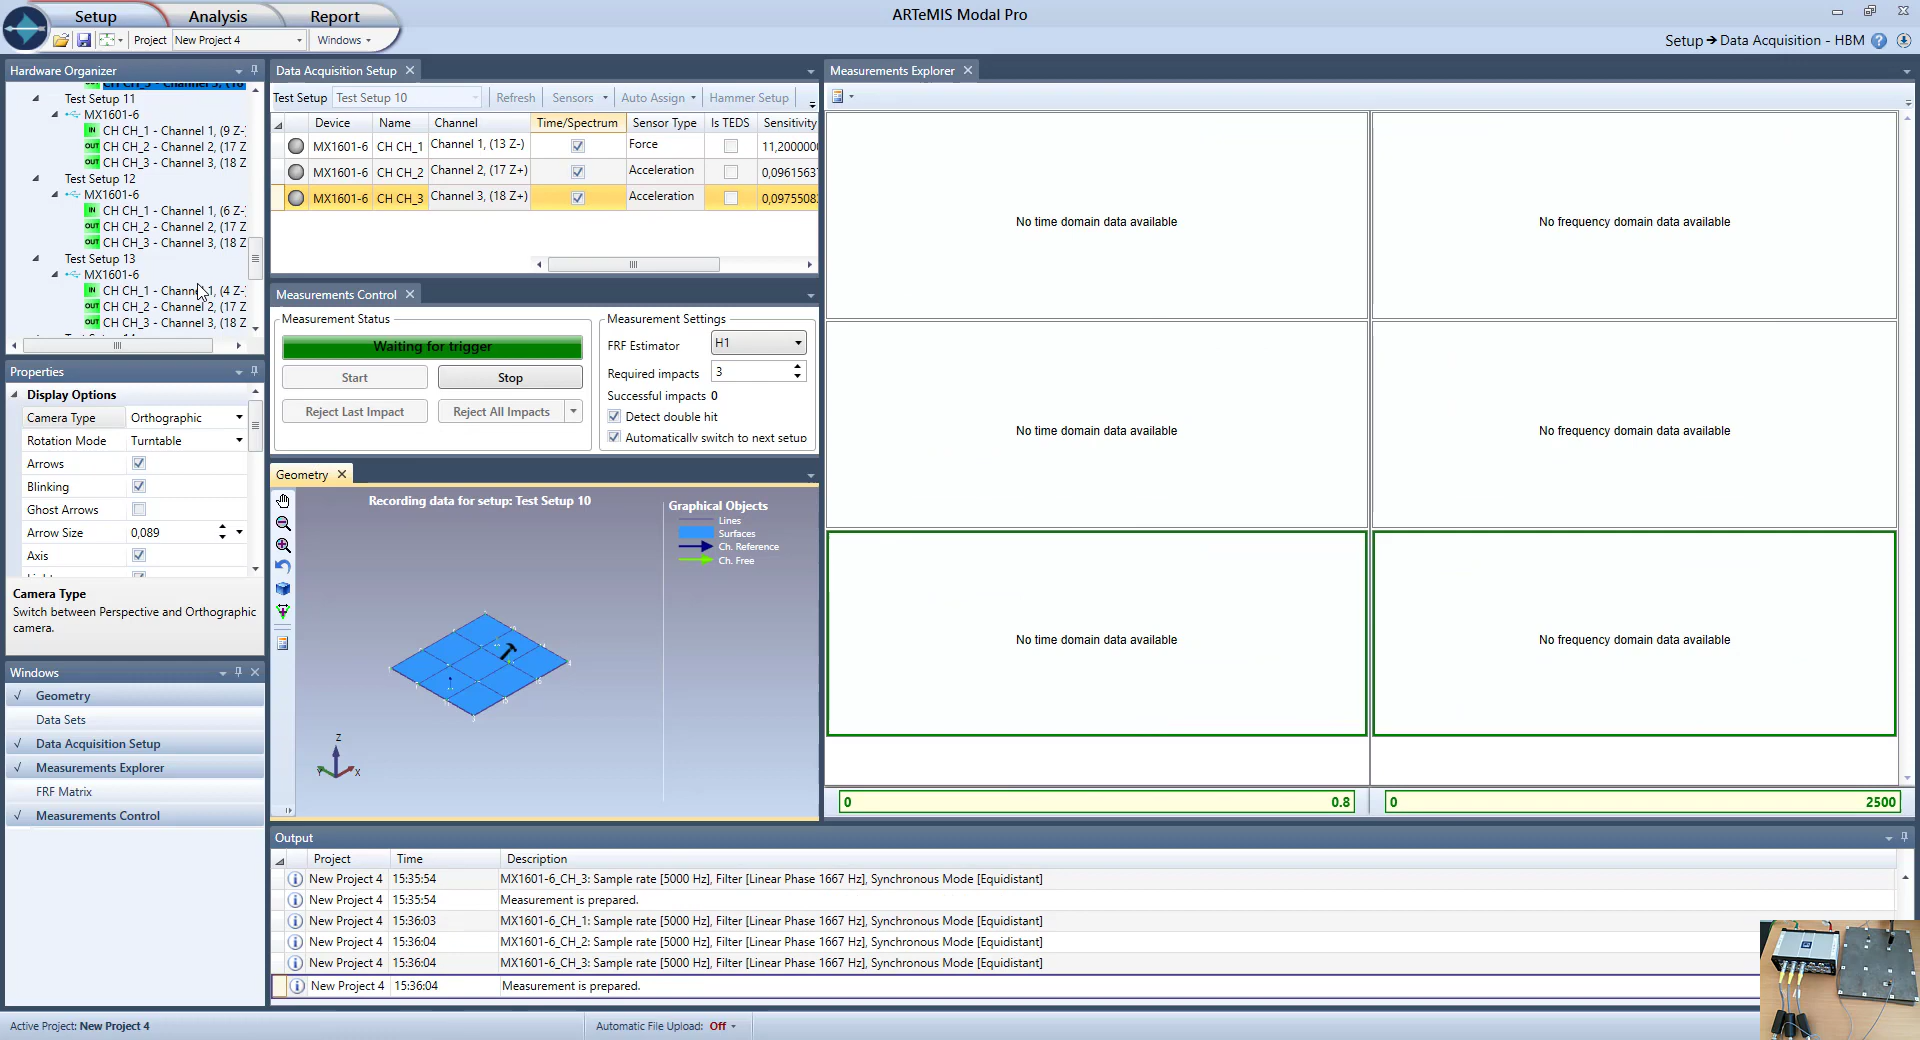 Setup
Analysis
Report
ARTeMIS Modal Pro
Project
New Project 4
Windows
Setup
Data Acquisition - HBM
Hardware Organizer
Test Setup 11
MX1601-6
IN CH CH_1 - Channel 1, (9 Z-
OUT CH CH_2 - Channel 2, (17 Z
OUT CH CH_3 - Channel 3, (18 Z
Test Setup 12
MX1601-6
IN CH CH_1 - Channel 1, (6 Z-
OUT CH CH_2 - Channel 2, (17 Z
OUT CH CH_3 - Channel 3, (18 Z
Test Setup 13
MX1601-6
IN CH CH_1 - Channel 1, (4 Z-
OUT CH CH_2 - Channel 2, (17 Z
OUT CH CH_3 - Channel 3, (18 Z
Properties
Display Options
Camera Type Orthographic
Rotation Mode Turntable
Arrows
Blinking
Ghost Arrows
Arrow Size 0,089
Axis
Camera Type
Switch between Perspective and Orthographic
camera.
Windows
Geometry
Data Sets
Data Acquisition Setup
Measurements Explorer
FRF Matrix
Measurements Control
Data Acquisition Setup
Test Setup Test Setup 10 Refresh Sensors Auto Assign Hammer Setup
Device Name Channel Time/Spectrum Sensor Type Is TEDS Sensitivity
MX1601-6 CH CH_1 Channel 1, (13 Z-) Force 11,2000000
MX1601-6 CH CH_2 Channel 2, (17 Z+) Acceleration 0,0961563
MX1601-6 CH CH_3 Channel 3, (18 Z+) Acceleration 0,0975508
Measurements Control
Measurement Status
Waiting for trigger
Start Stop
Reject Last Impact Reject All Impacts
Measurement Settings
FRF Estimator H1
Required impacts 3
Successful impacts 0
Detect double hit
Automatically switch to next setup
Geometry
Recording data for setup: Test Setup 10
Graphical Objects
Lines
Surfaces
Ch. Reference
Ch. Free
Z
Y
X
Measurements Explorer
No time domain data available
No frequency domain data available
No time domain data available
No frequency domain data available
No time domain data available
No frequency domain data available
0 0.8
0 2500
Output
Project Time Description
New Project 4 15:35:54 MX1601-6_CH_3: Sample rate [5000 Hz], Filter [Linear Phase 1667 Hz], Synchronous Mode [Equidistant]
New Project 4 15:35:54 Measurement is prepared.
New Project 4 15:36:03 MX1601-6_CH_1: Sample rate [5000 Hz], Filter [Linear Phase 1667 Hz], Synchronous Mode [Equidistant]
New Project 4 15:36:04 MX1601-6_CH_2: Sample rate [5000 Hz], Filter [Linear Phase 1667 Hz], Synchronous Mode [Equidistant]
New Project 4 15:36:04 MX1601-6_CH_3: Sample rate [5000 Hz], Filter [Linear Phase 1667 Hz], Synchronous Mode [Equidistant]
New Project 4 15:36:04 Measurement is prepared.
Active Project: New Project 4
Automatic File Upload: Off